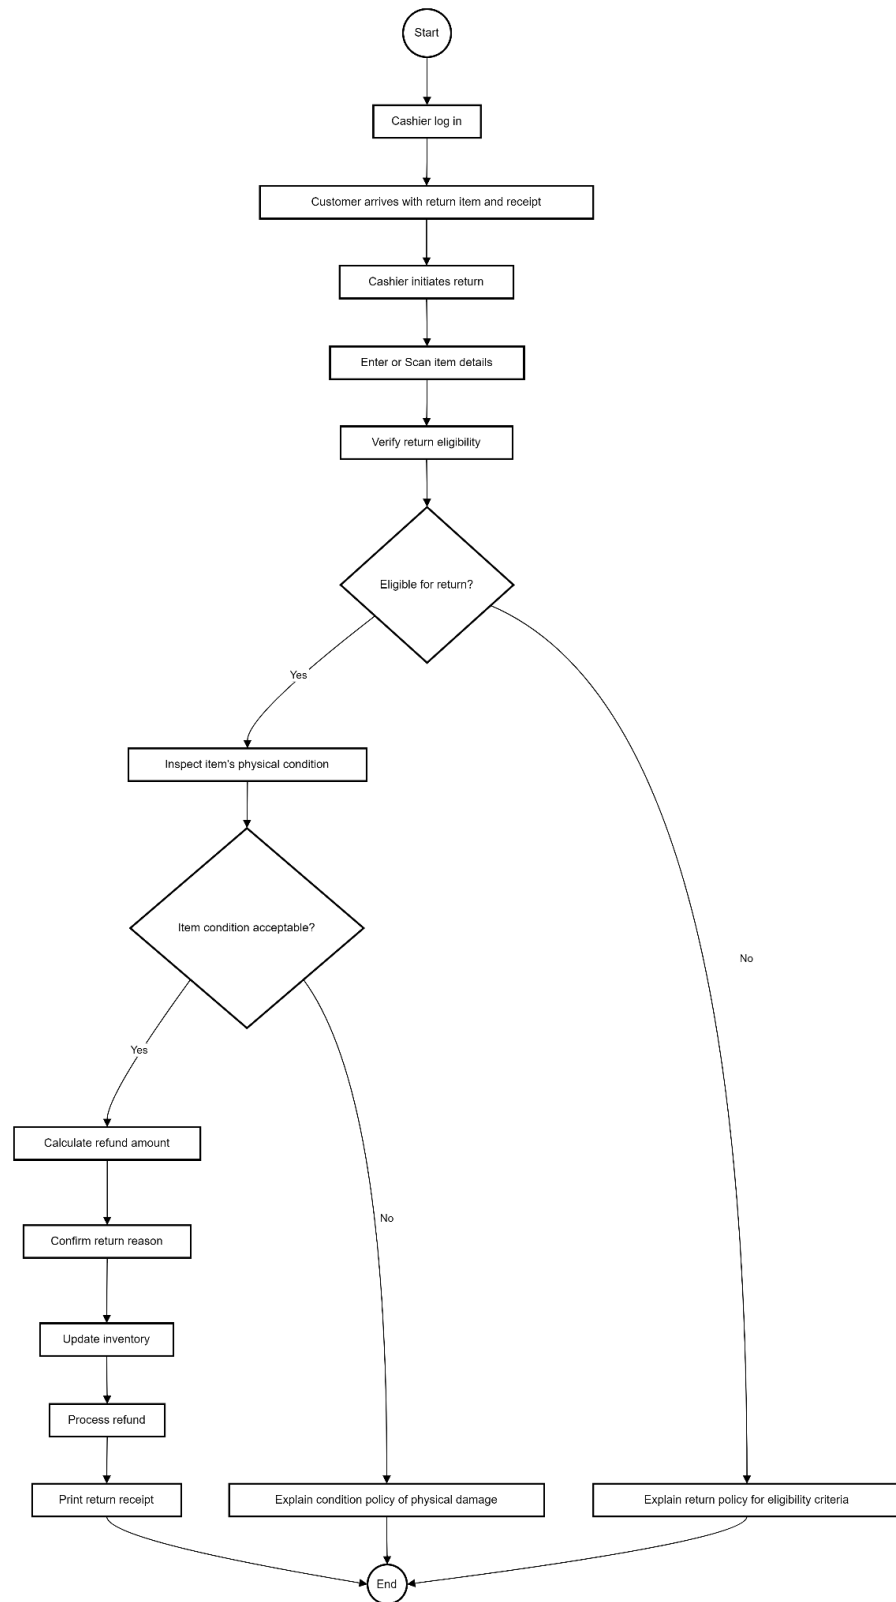 Start
Cashier log in
Customer arrives with return item and receipt
Cashier initiates return
Enter or Scan item details
Verify return eligibility
Eligible for return?
Yes
Inspect item's physical condition
Item condition acceptable?
No
Yes
Calculate refund amount
No
Confirm return reason
Update inventory
Process refund
Print return receipt
Explain condition policy of physical damage
Explain return policy for eligibility criteria
End